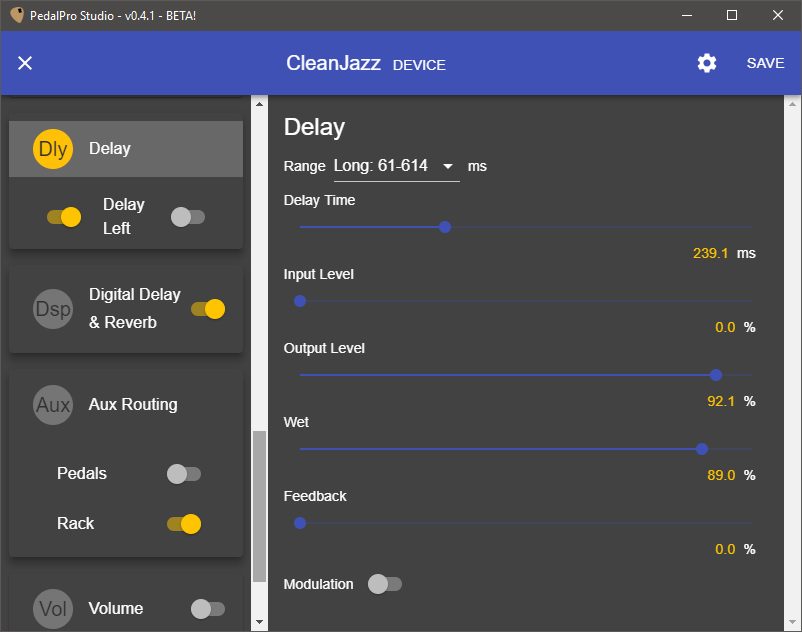 PedalPro Studio - v0.4.1 - BETA!
CleanJazz DEVICE
SAVE
Dly Delay
Delay
Left
Dsp Digital Delay
& Reverb
Aux Aux Routing
Pedals
Rack
Vol Volume
Delay
Range Long: 61-614 ms
Delay Time
239.1 ms
Input Level
0.0 %
Output Level
92.1 %
Wet
89.0 %
Feedback
0.0 %
Modulation